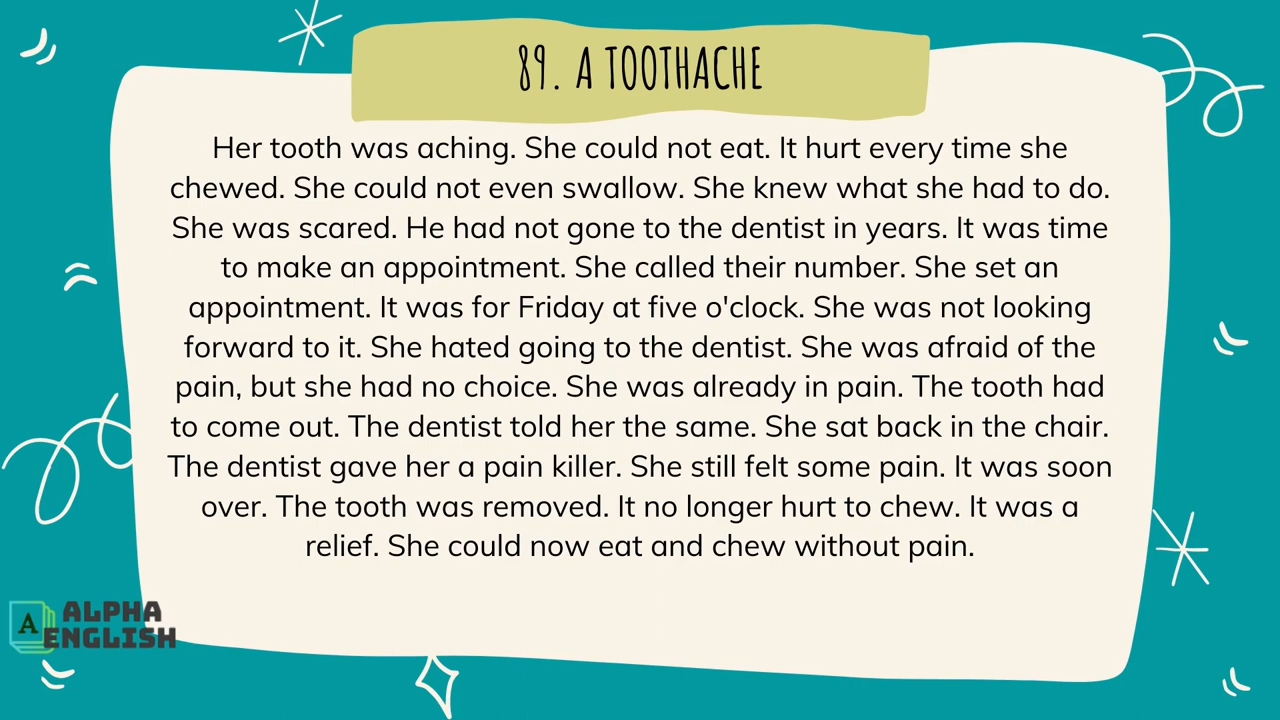 89. A TOOTHACHE
Her tooth was aching. She could not eat. It hurt every time she
chewed. She could not even swallow. She knew what she had to do.
She was scared. He had not gone to the dentist in years. It was time
to make an appointment. She called their number. She set an
appointment. It was for Friday at five o'clock. She was not looking
forward to it. She hated going to the dentist. She was afraid of the
pain, but she had no choice. She was already in pain. The tooth had
to come out. The dentist told her the same. She sat back in the chair.
The dentist gave her a pain killer. She still felt some pain. It was soon
over. The tooth was removed. It no longer hurt to chew. It was a
relief. She could now eat and chew without pain.
A
ALPHA
ENGLISH